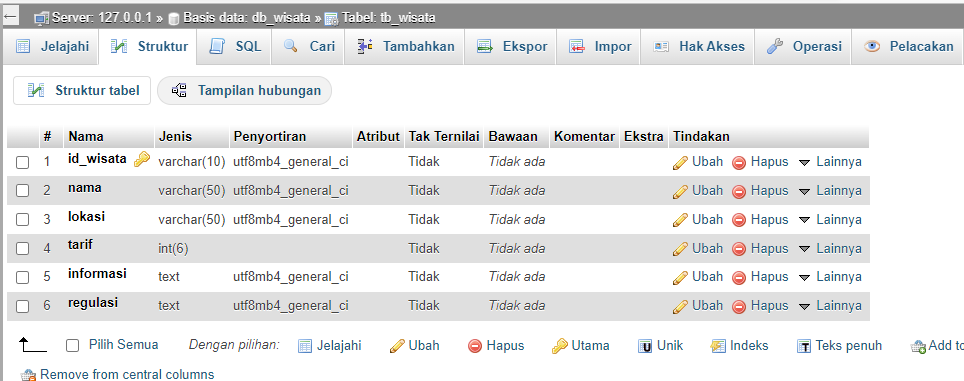 ← Server: 127.0.0.1 » Basis data: db_wisata » Tabel: tb_wisata
Jelajahi Struktur SQL Cari Tambahkan Ekspor Impor Hak Akses Operasi Pelacakan
Struktur tabel Tampilan hubungan
# Nama Jenis Penyortiran Atribut Tak Ternilai Bawaan Komentar Ekstra Tindakan
1 id_wisata varchar(10) utf8mb4_general_ci Tidak Tidak ada Ubah Hapus Lainnya
2 nama varchar(50) utf8mb4_general_ci Tidak Tidak ada Ubah Hapus Lainnya
3 lokasi varchar(50) utf8mb4_general_ci Tidak Tidak ada Ubah Hapus Lainnya
4 tarif int(6) Tidak Tidak ada Ubah Hapus Lainnya
5 informasi text utf8mb4_general_ci Tidak Tidak ada Ubah Hapus Lainnya
6 regulasi text utf8mb4_general_ci Tidak Tidak ada Ubah Hapus Lainnya
Pilih Semua Dengan pilihan: Jelajahi Ubah Hapus Utama Unik Indeks Teks penuh Add to
Remove from central columns